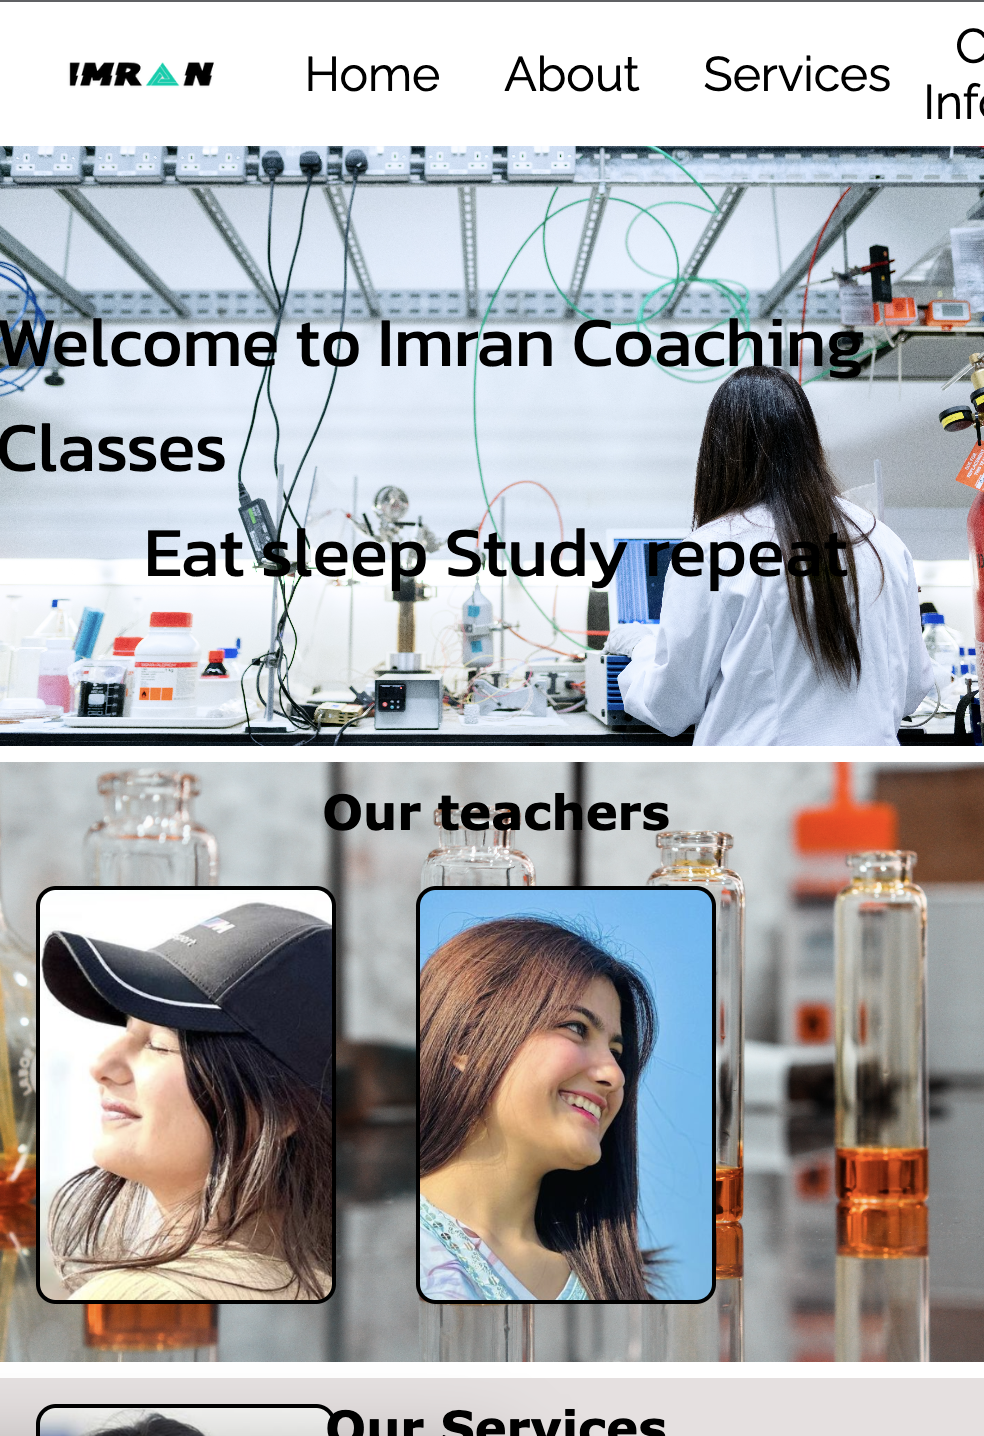 IMRAN
Home
About
Services
Welcome to Imran Coaching
Classes
Eat sleep Study repeat
Our teachers
Our Services